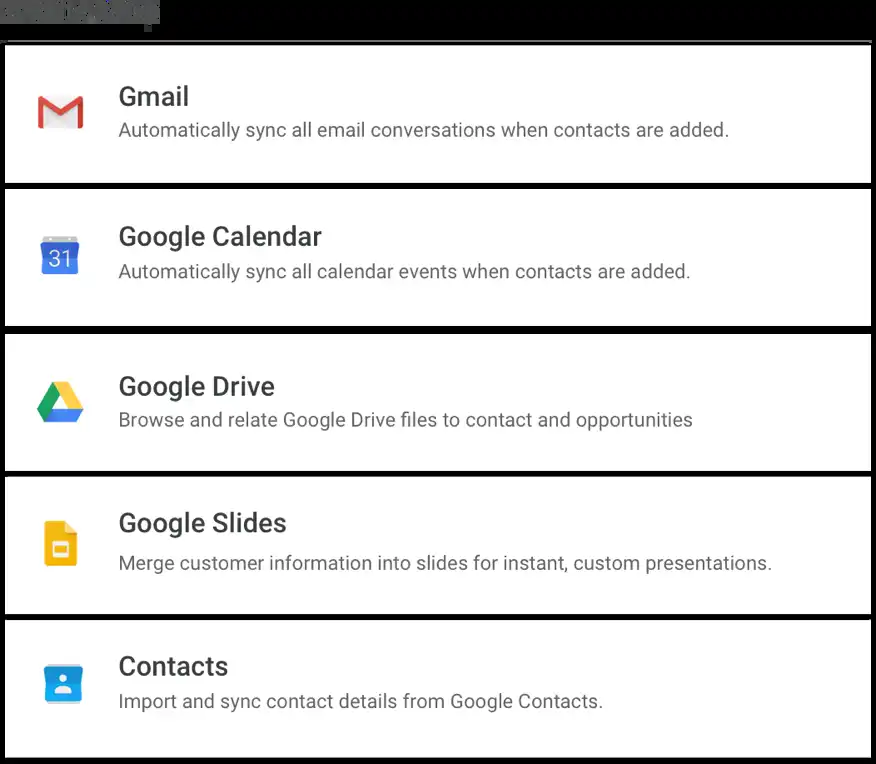 Gmail
Automatically sync all email conversations when contacts are added.
31
Google Calendar
Automatically sync all calendar events when contacts are added.
Google Drive
Browse and relate Google Drive files to contact and opportunities
Google Slides
Merge customer information into slides for instant, custom presentations.
Contacts
Import and sync contact details from Google Contacts.